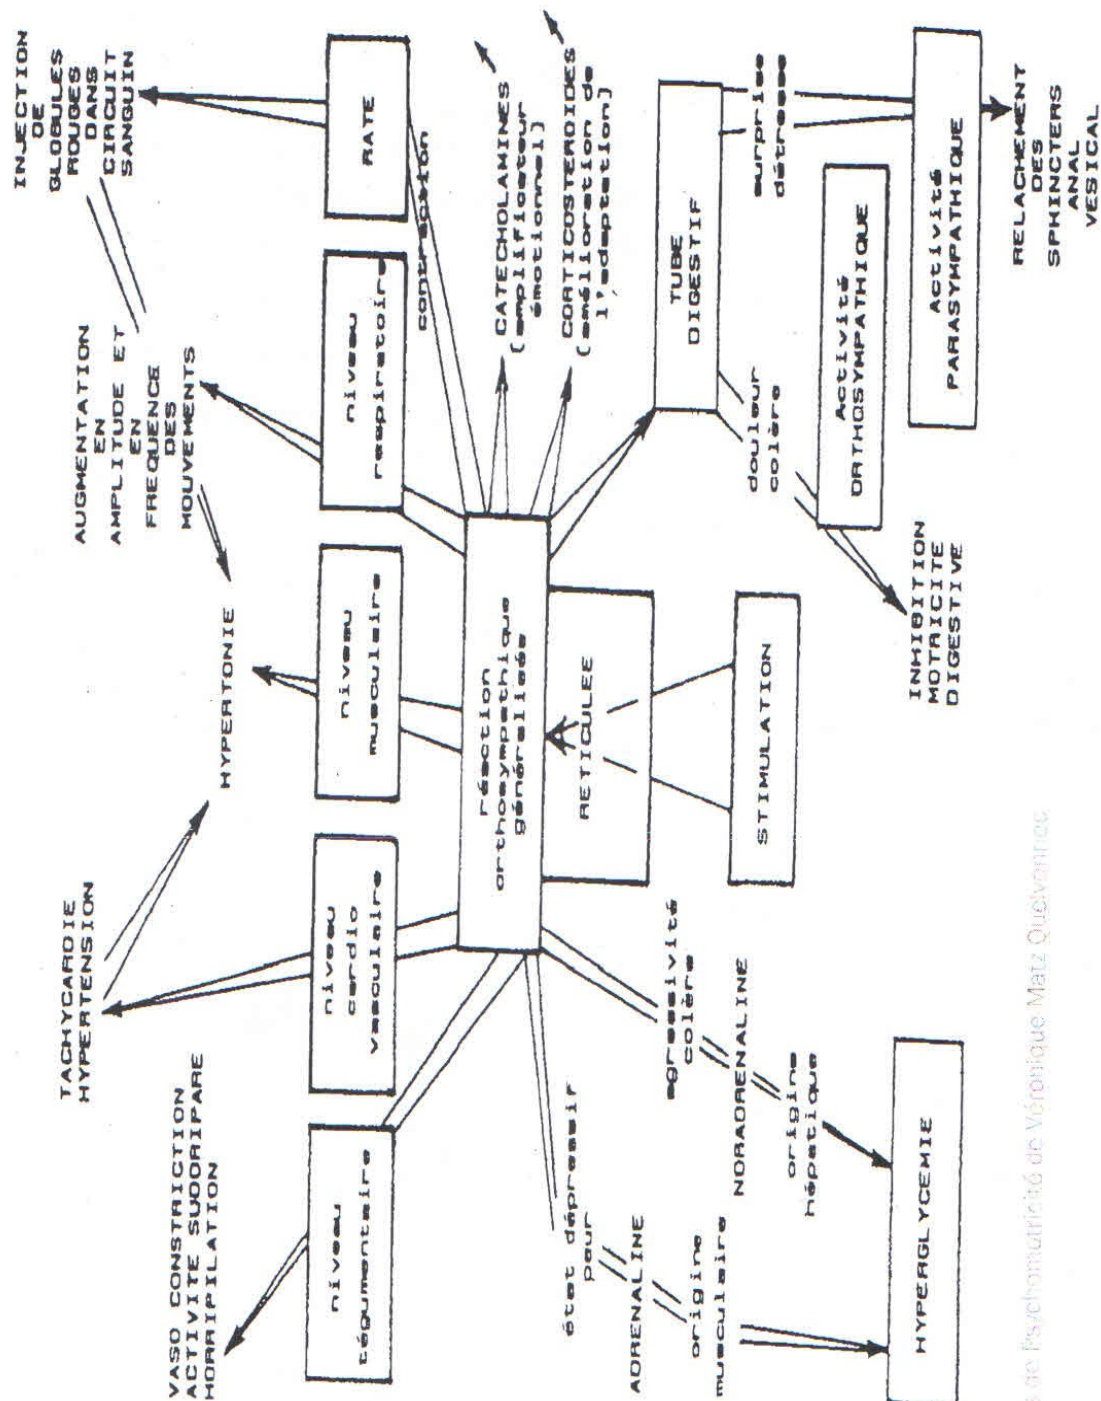 VASO CONSTRICTION
ACTIVITE SUDORIPARE
HORRIPILATION
TACHYCARDIE
HYPERTENSION
HYPERTONIE
AUGMENTATION
EN
AMPLITUDE ET
EN
FREQUENCE
DES
MOUVEMENTS
INJECTION
DE
GLOBULES
ROUGES
DANS
CIRCUIT
SANGUIN
niveau
tégumentaire
niveau
cardio
vasculaire
niveau
musculaire
niveau
respiratoire
RATE
contraction
réaction
orthosympathique
généralisée
CATECHOLAMINES
(amplificateur
émotionnel)
CORTICOSTEROIDES
(amélioration de
l'adaptation)
RETICULEE
STIMULATION
état dépressif
peur
ADRENALINE
origine
musculaire
agressivité
colère
NORADRENALINE
origine
hépatique
HYPERGLYCEMIE
TUBE
DIGESTIF
douleur
colère
surprise
détresse
Activité
ORTHOSYMPATHIQUE
Activité
PARASYMPATHIQUE
INHIBITION
MOTRICITE
DIGESTIVE
RELACHEMENT
DES
SPHINCTERS
ANAL
VESICAL
s de Psychomotricité de Véronique Matz Quelvennec